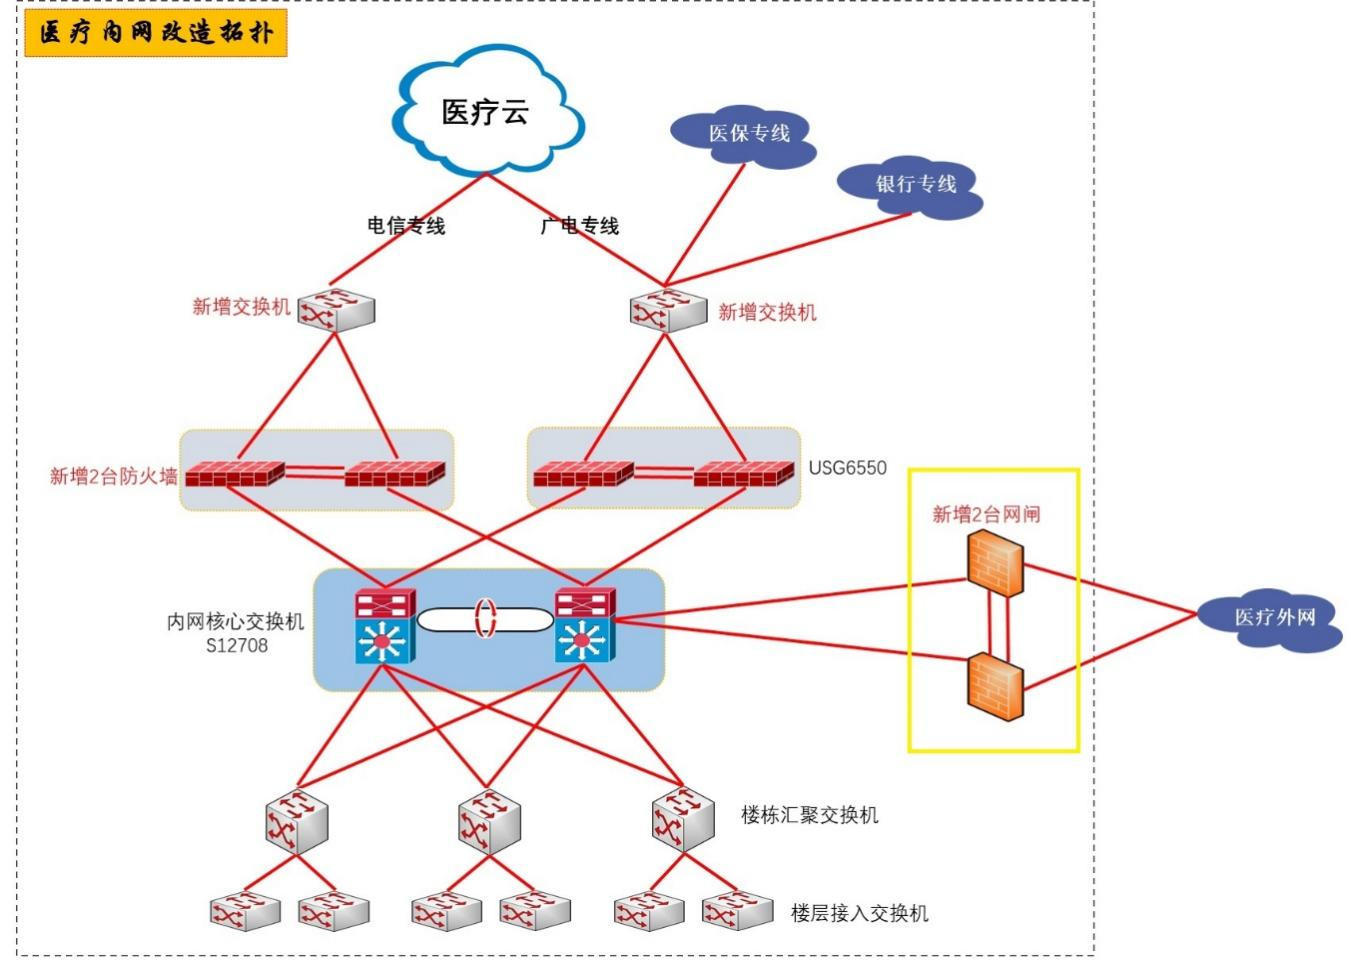 医疗内网改造拓扑
医疗云
医保专线
银行专线
电信专线
广电专线
新增交换机
新增交换机
新增2台防火墙
USG6550
新增2台网闸
内网核心交换机
S12708
医疗外网
楼栋汇聚交换机
楼层接入交换机